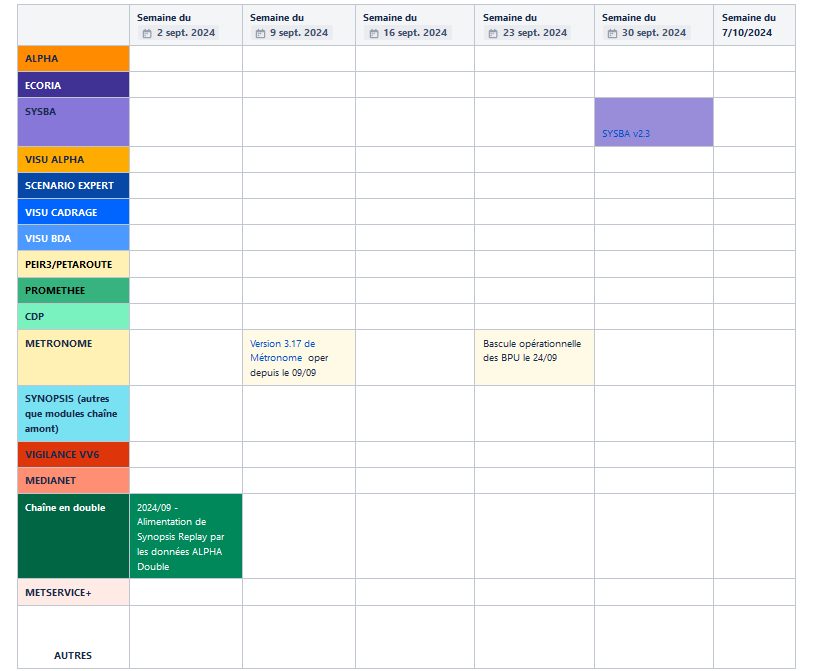 Semaine du
2 sept. 2024
Semaine du
9 sept. 2024
Semaine du
16 sept. 2024
Semaine du
23 sept. 2024
Semaine du
30 sept. 2024
Semaine du
7/10/2024
ALPHA
ECORIA
SYSBA
SYSBA v2.3
VISU ALPHA
SCENARIO EXPERT
VISU CADRAGE
VISU BDA
PEIR3/PETAROUTE
PROMETHEE
CDP
METRONOME
Version 3.17 de
Métronome oper
depuis le 09/09
Bascule opérationnelle
des BPU le 24/09
SYNOPSIS (autres
que modules chaîne
amont)
VIGILANCE VV6
MEDIANET
Chaîne en double
2024/09 -
Alimentation de
Synopsis Replay par
les données ALPHA
Double
METSERVICE+
AUTRES